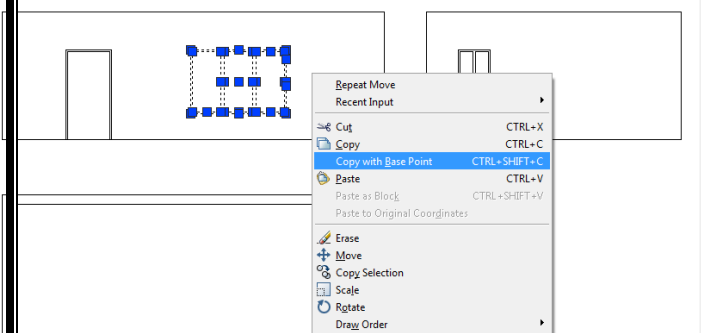 Repeat Move
Recent Input
Cut CTRL+X
Copy CTRL+C
Copy with Base Point CTRL+SHIFT+C
Paste CTRL+V
Paste as Block CTRL+SHIFT+V
Paste to Original Coordinates
Erase
Move
Copy Selection
Scale
Rotate
Draw Order